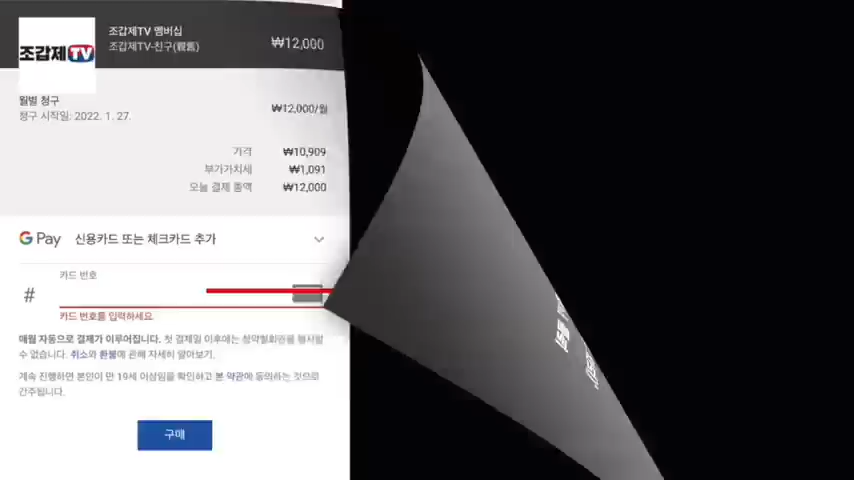 조갑제TV
조갑제TV 멤버십
조갑제TV-친구(親舊)
₩12,000
월별 청구
청구 시작일: 2022. 1. 27.
₩12,000/월
가격 ₩10,909
부가가치세 ₩1,091
오늘 결제 총액 ₩12,000
G Pay 신용카드 또는 체크카드 추가
카드 번호
#
카드 번호를 입력하세요.
매월 자동으로 결제가 이루어집니다. 첫 결제일 이후에는 청약철회권을 행사할
수 없습니다. 취소와 환불에 관해 자세히 알아보기.
계속 진행하면 본인이 만 19세 이상임을 확인하고 본 약관에 동의하는 것으로
간주됩니다.
구매